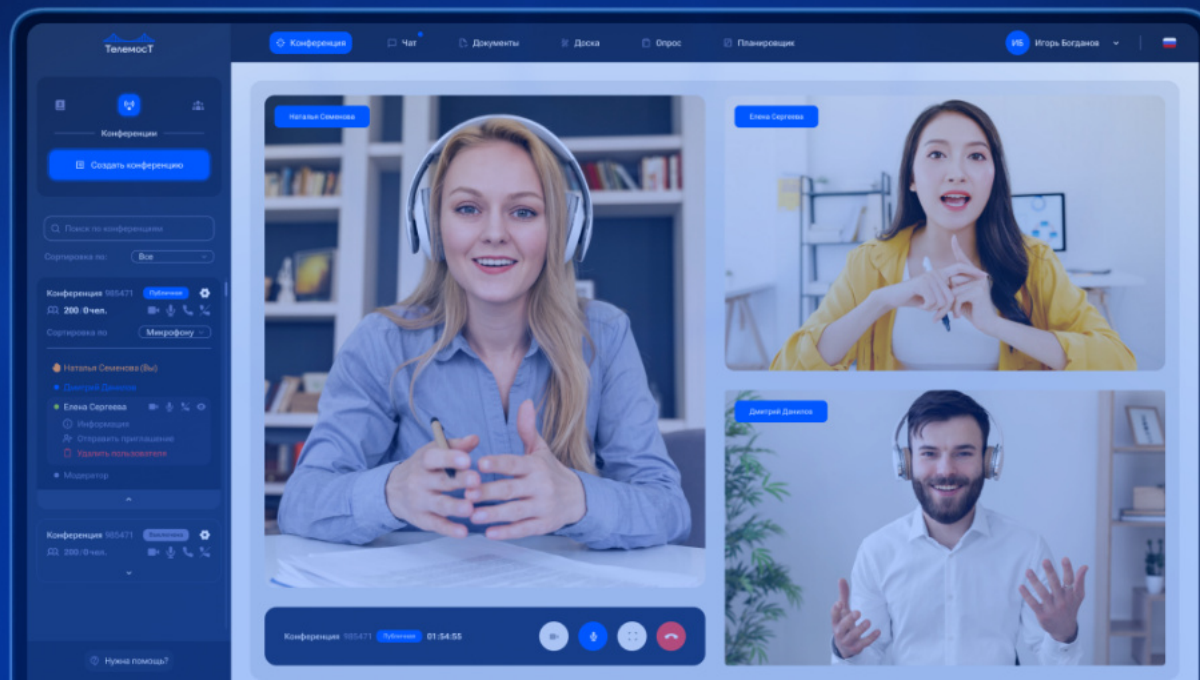 ТелемосТ
Конференция
Чат
Документы
Доска
Опрос
Планировщик
ИБ
Игорь Богданов
Конференции
Создать конференцию
Поиск по конференциям
Сортировка по:
Все
Конференция 985471 Публичная
200/0 чел.
Сортировка по
Микрофону
Наталья Семенова (Вы)
Дмитрий Данилов
Елена Сергеева
Информация
Отправить приглашение
Удалить пользователя
Модератор
Конференция 985471 Выключена
200/0 чел.
Нужна помощь?
Наталья Семенова
Елена Сергеева
Дмитрий Данилов
Конференция 985471 Публичная 01:54:55